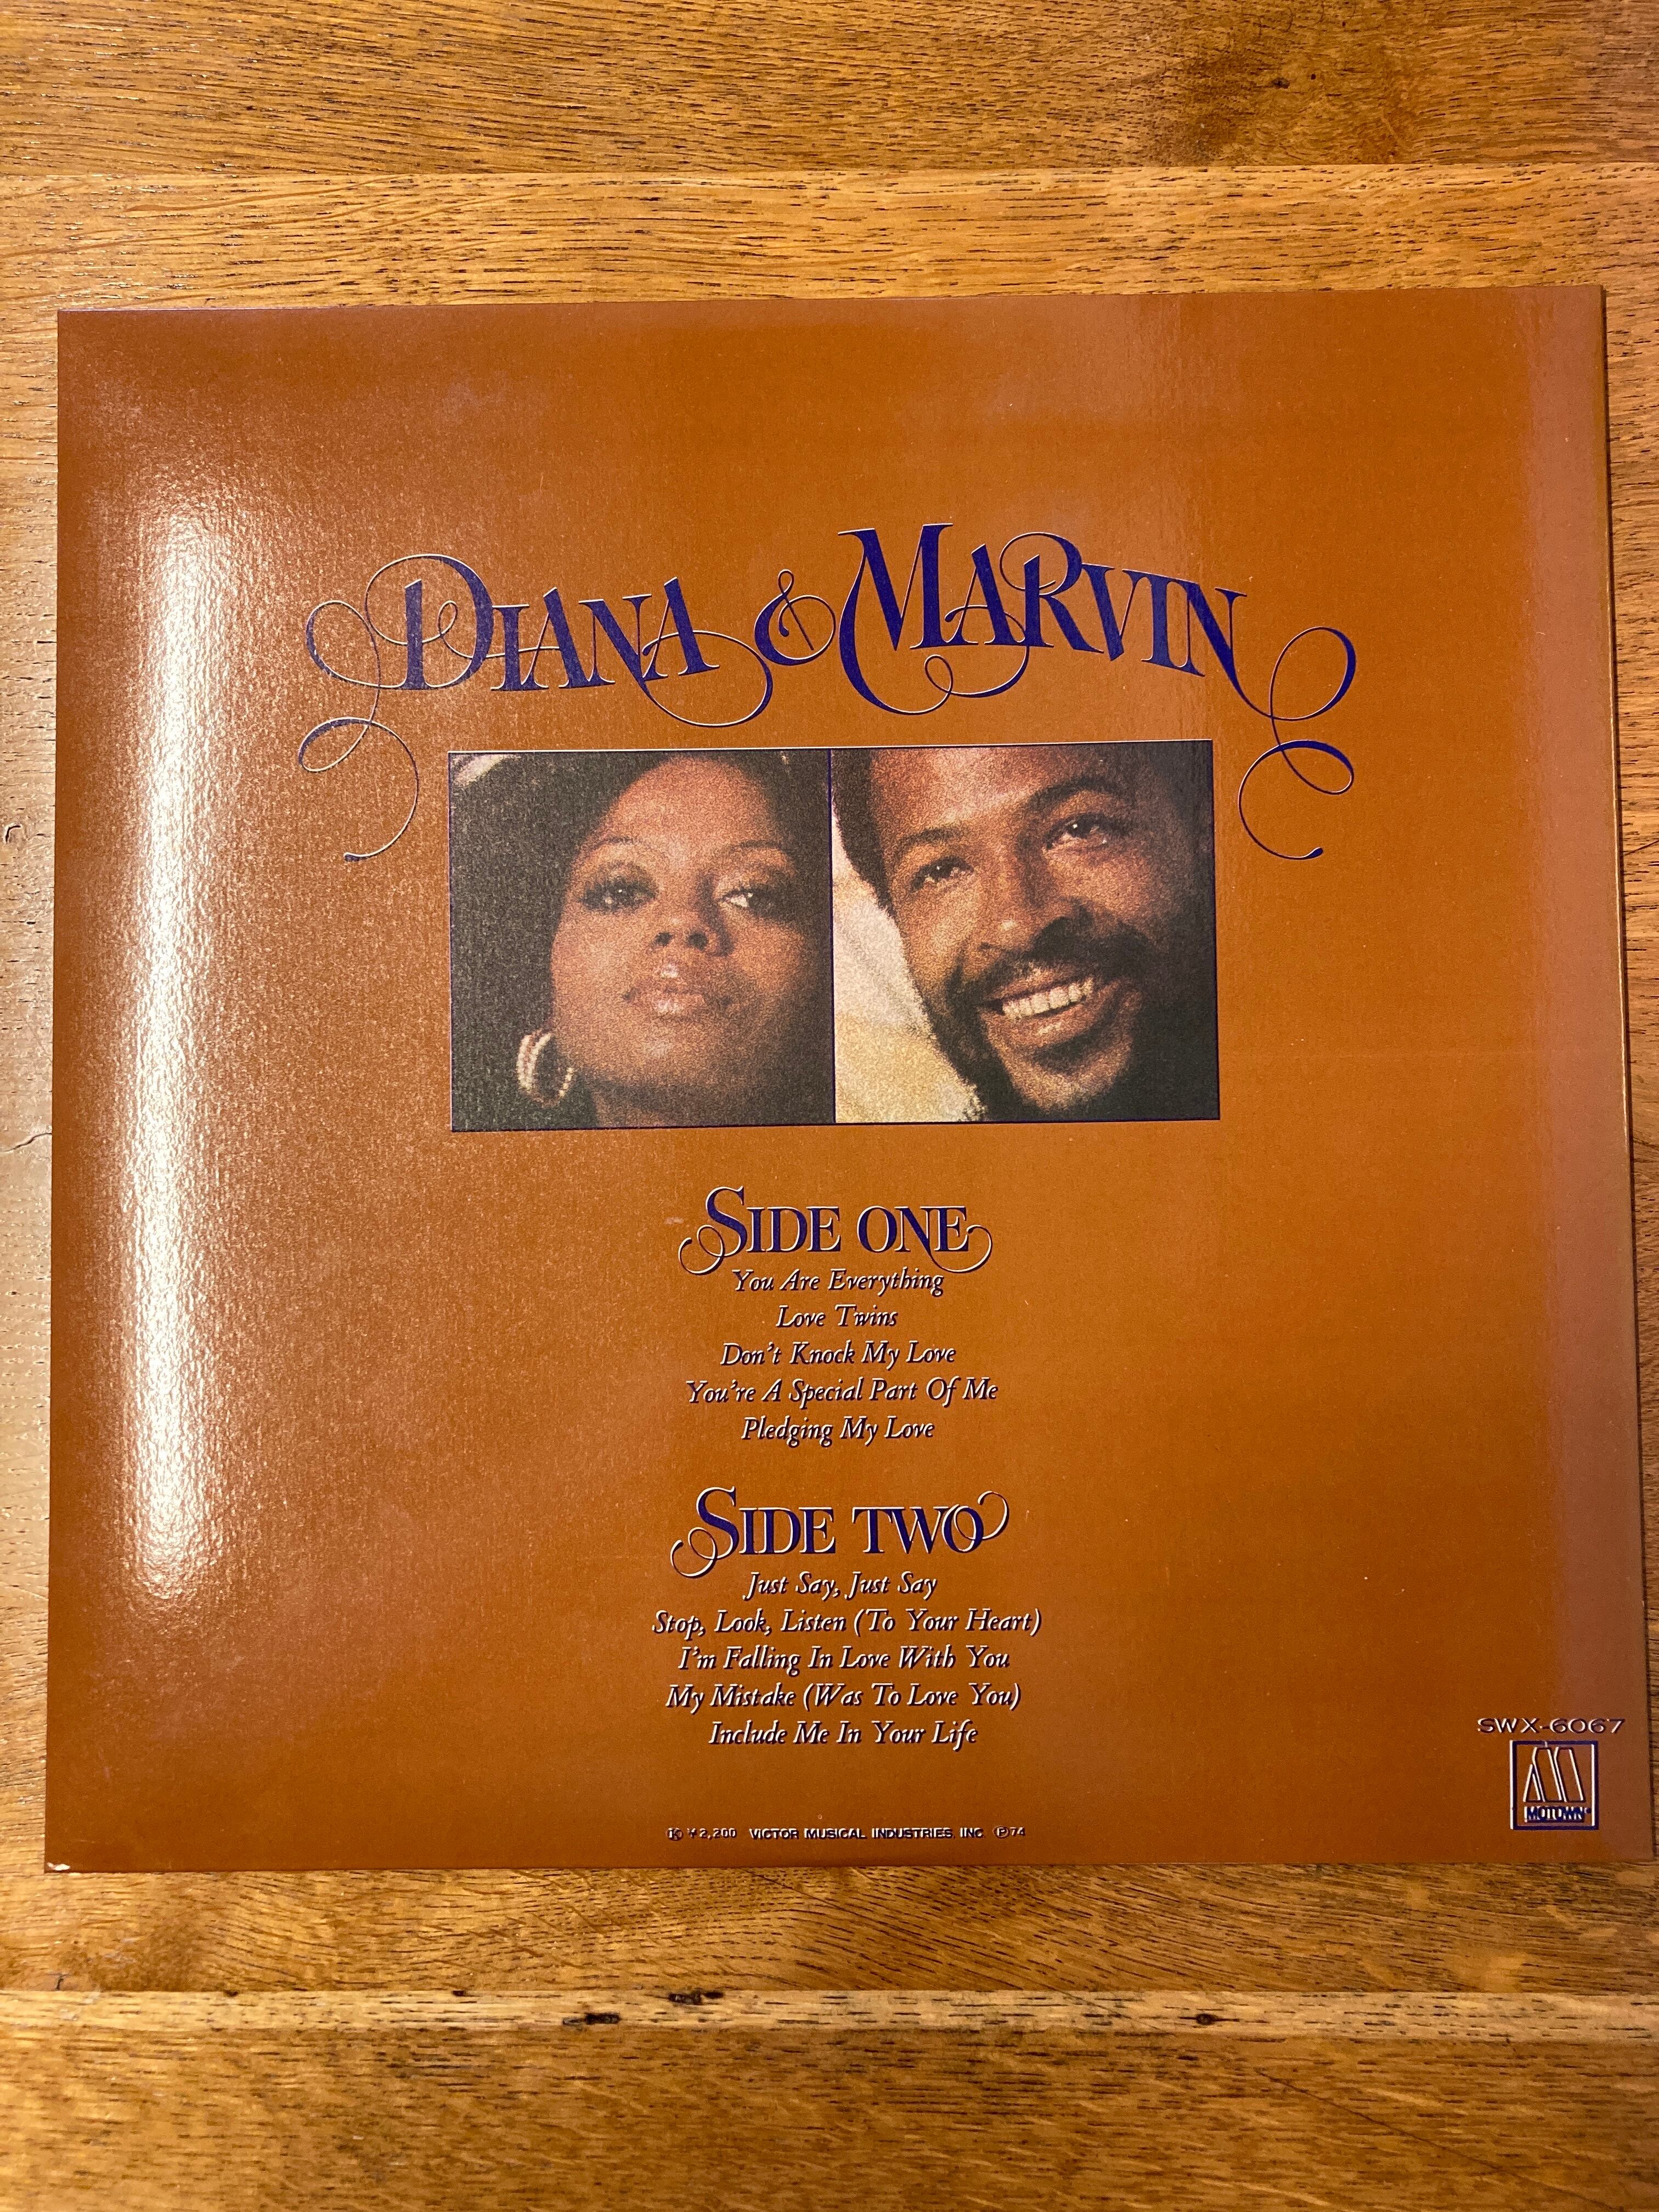 DIANA & MARVIN
SIDE ONE
You Are Everything
Love Twins
Don't Knock My Love
You're A Special Part Of Me
Pledging My Love
SIDE TWO
Just Say, Just Say
Stop, Look, Listen (To Your Heart)
I'm Falling In Love With You
My Mistake (Was To Love You)
Include Me In Your Life
SWX-6067
MOTOWN
¥2,200 VICTOR MUSICAL INDUSTRIES, INC. Ⓟ74